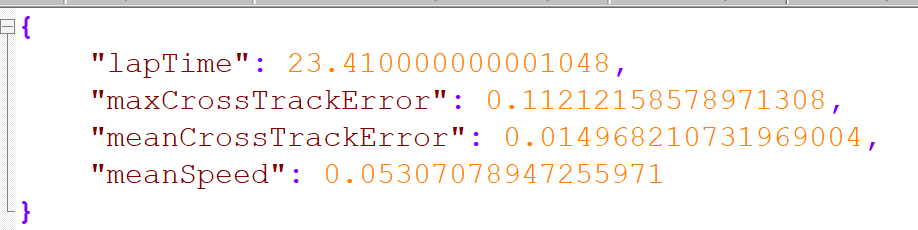 {
"lapTime": 23.410000000001048,
"maxCrossTrackError": 0.11212158578971308,
"meanCrossTrackError": 0.014968210731969004,
"meanSpeed": 0.05307078947255971
}